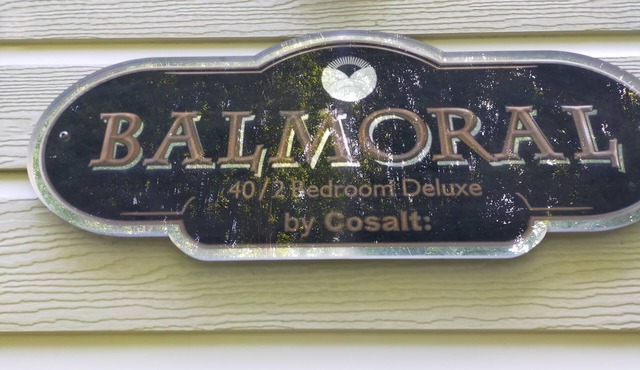 BALMORAL
40/2 Bedroom Deluxe
by Cosalt: